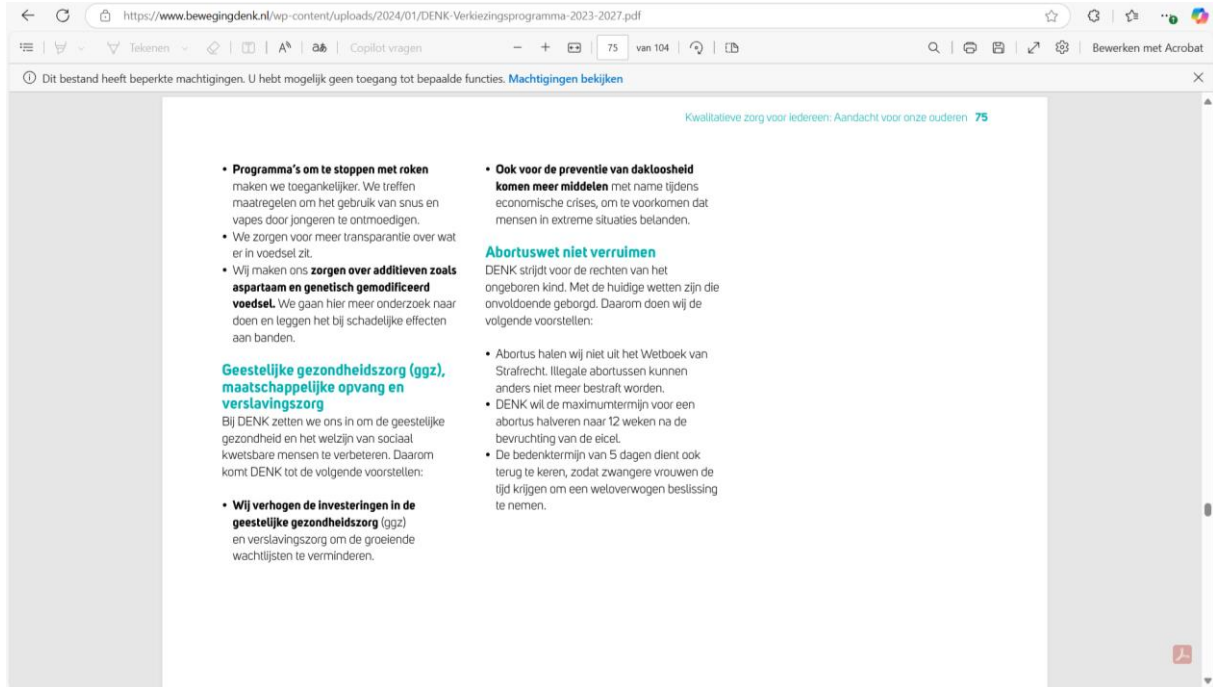 https://www.bewegingdenk.nl/wp-content/uploads/2024/01/DENK-Verkiezingsprogramma-2023-2027.pdf
Tekenen
Copilot vragen
75 van 104
Bewerken met Acrobat
Dit bestand heeft beperkte machtigingen. U hebt mogelijk geen toegang tot bepaalde functies. Machtigingen bekijken
Kwalitatieve zorg voor iedereen: Aandacht voor onze ouderen 75
• Programma's om te stoppen met roken
maken we toegankelijker. We treffen
maatregelen om het gebruik van snus en
vapes door jongeren te ontmoedigen.
• We zorgen voor meer transparantie over wat
er in voedsel zit.
• Wij maken ons zorgen over additieven zoals
aspartaam en genetisch gemodificeerd
voedsel. We gaan hier meer onderzoek naar
doen en leggen het bij schadelijke effecten
aan banden.
Geestelijke gezondheidszorg (ggz),
maatschappelijke opvang en
verslavingszorg
Bij DENK zetten we ons in om de geestelijke
gezondheid en het welzijn van sociaal
kwetsbare mensen te verbeteren. Daarom
komt DENK tot de volgende voorstellen:
• Wij verhogen de investeringen in de
geestelijke gezondheidszorg (ggz)
en verslavingszorg om de groeiende
wachtlijsten te verminderen.
• Ook voor de preventie van dakloosheid
komen meer middelen met name tijdens
economische crises, om te voorkomen dat
mensen in extreme situaties belanden.
Abortuswet niet verruimen
DENK strijdt voor de rechten van het
ongeboren kind. Met de huidige wetten zijn die
onvoldoende geborgd. Daarom doen wij de
volgende voorstellen:
• Abortus halen wij niet uit het Wetboek van
Strafrecht. Illegale abortussen kunnen
anders niet meer bestraft worden.
• DENK wil de maximumtermijn voor een
abortus halveren naar 12 weken na de
bevruchting van de eicel.
• De bedenktermijn van 5 dagen dient ook
terug te keren, zodat zwangere vrouwen de
tijd krijgen om een weloverwogen beslissing
te nemen.